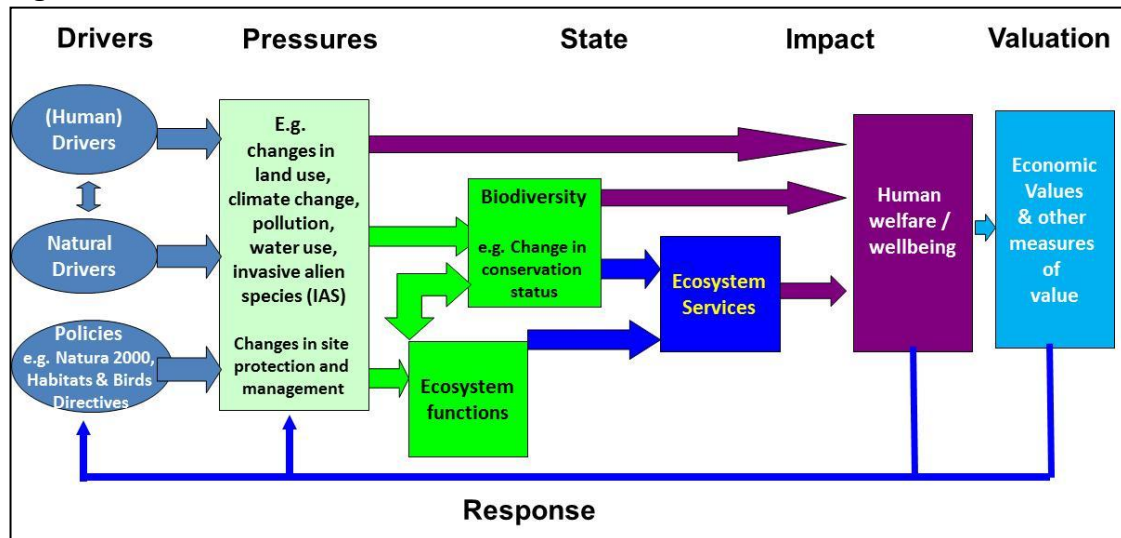 Drivers
Pressures
State
Impact
Valuation
(Human)
Drivers
Natural
Drivers
Policies
e.g. Natura 2000,
Habitats & Birds
Directives
E.g.
changes in
land use,
climate change,
pollution,
water use,
invasive alien
species (IAS)
Changes in site
protection and
management
Biodiversity
e.g. Change in
conservation
status
Ecosystem
functions
Ecosystem
Services
Human
welfare /
wellbeing
Economic
Values
& other
measures
of
value
Response